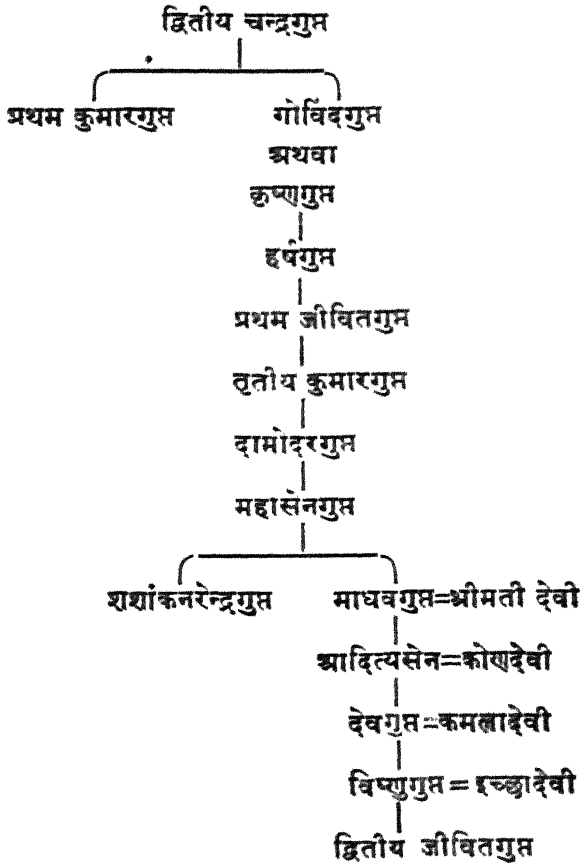 द्वितीय चन्द्रगुप्त
प्रथम कुमारगुप्त गोविंदगुप्त
अथवा
कृष्णगुप्त
हर्षगुप्त
प्रथम जीवितगुप्त
तृतीय कुमारगुप्त
दामोदरगुप्त
महासेनगुप्त
शशांकनरेन्द्रगुप्त माधवगुप्त=श्रीमती देवी
आदित्यसेन=कोणदेवी
देवगुप्त=कमलादेवी
विष्णुगुप्त=इच्छादेवी
द्वितीय जीवितगुप्त